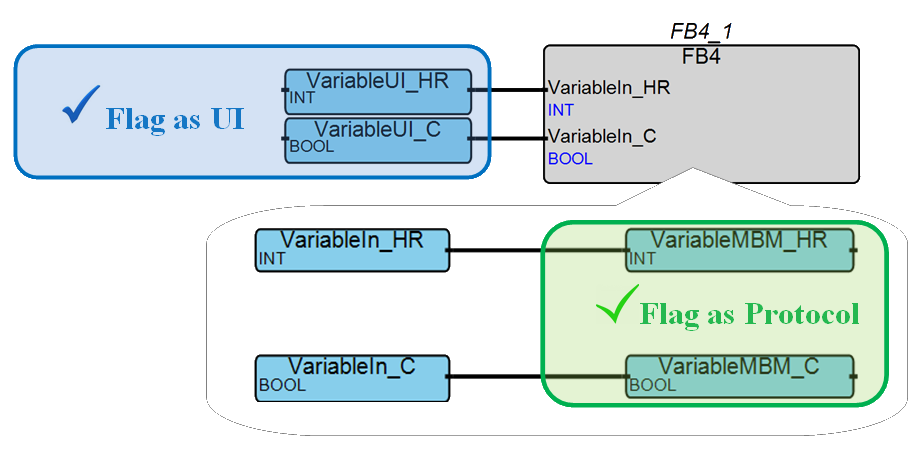 FB4_1
FB4
VariableUI_HR
INT
VariableIn_HR
INT
Flag as UI
VariableUI_C
BOOL
VariableIn_C
BOOL
VariableIn_HR
INT
VariableMBM_HR
INT
Flag as Protocol
VariableIn_C
BOOL
VariableMBM_C
BOOL